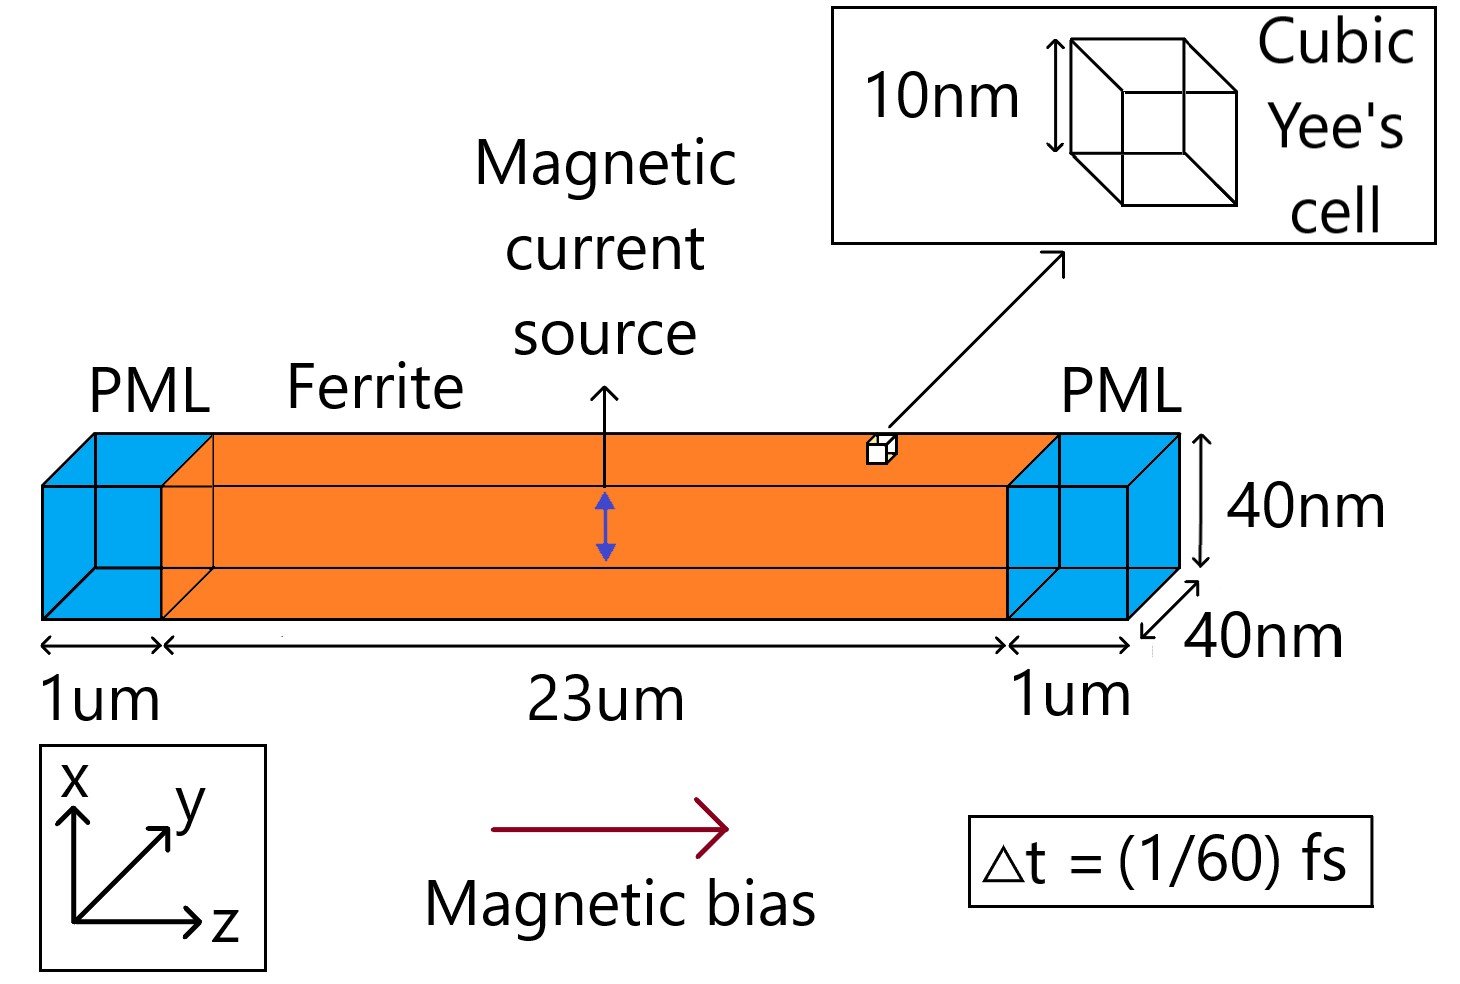 Cubic
Yee's
cell
10nm
Magnetic
current
source
PML
Ferrite
PML
40nm
40nm
1um
23um
1um
x
y
z
Magnetic bias
△t = (1/60) fs